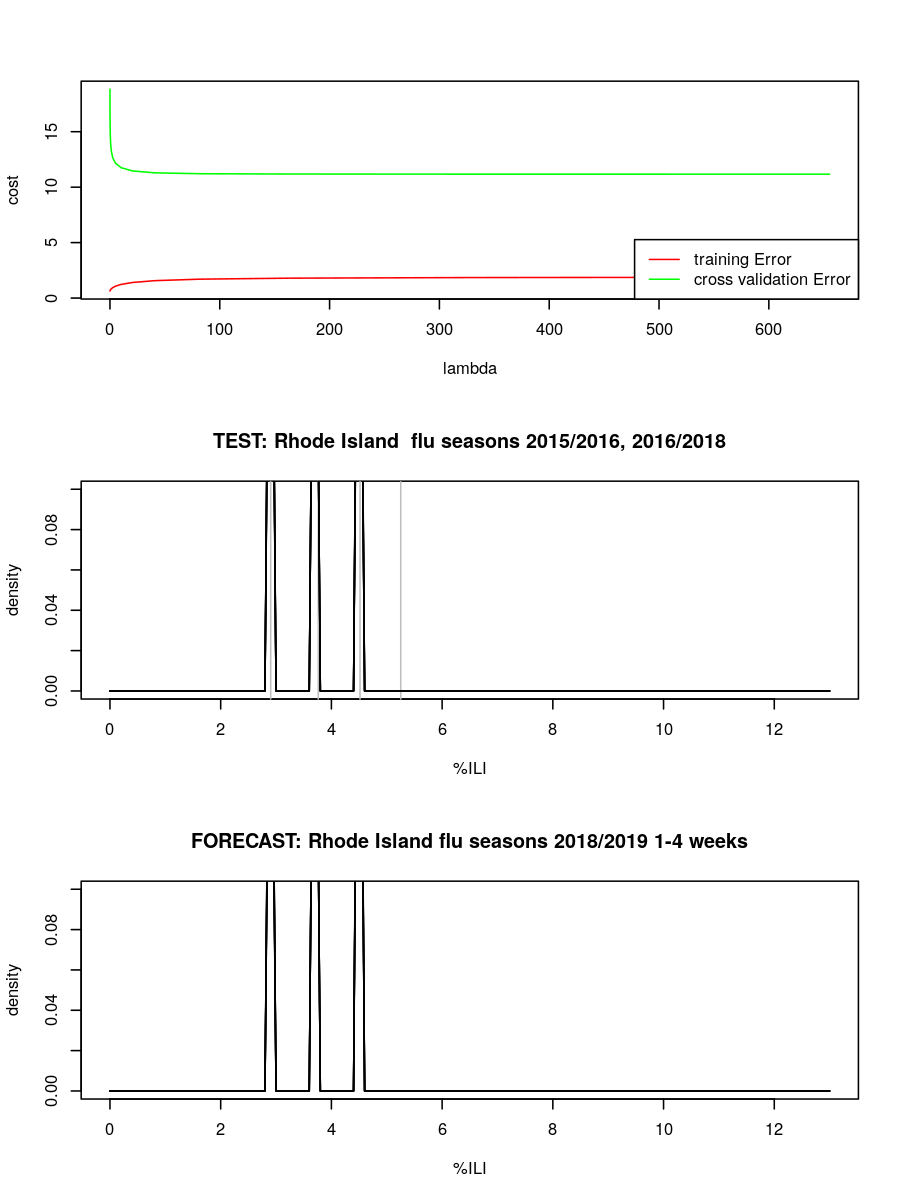 15
10
5
0
cost
training Error
cross validation Error
0 100 200 300 400 500 600
lambda
TEST: Rhode Island  flu seasons 2015/2016, 2016/2018
0.08
0.04
0.00
density
0 2 4 6 8 10 12
%ILI
FORECAST: Rhode Island flu seasons 2018/2019 1-4 weeks
0.08
0.04
0.00
density
0 2 4 6 8 10 12
%ILI